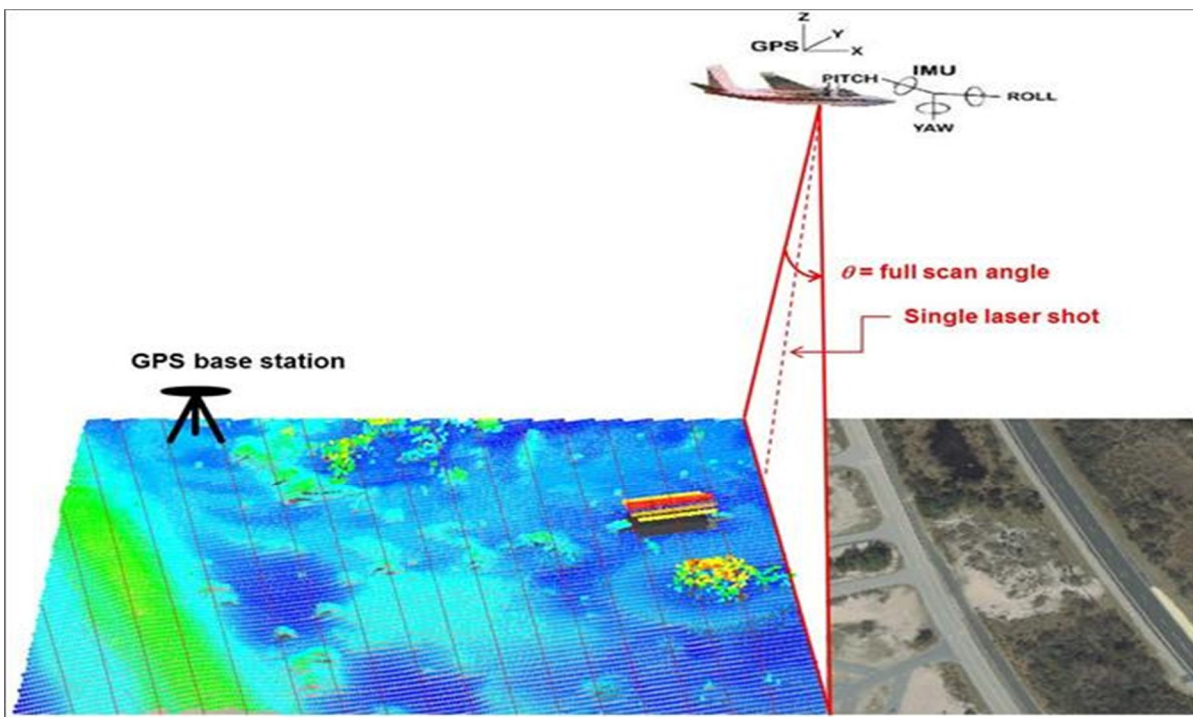 Z
Y
GPS
X
PITCH
IMU
ROLL
YAW
θ = full scan angle
Single laser shot
GPS base station